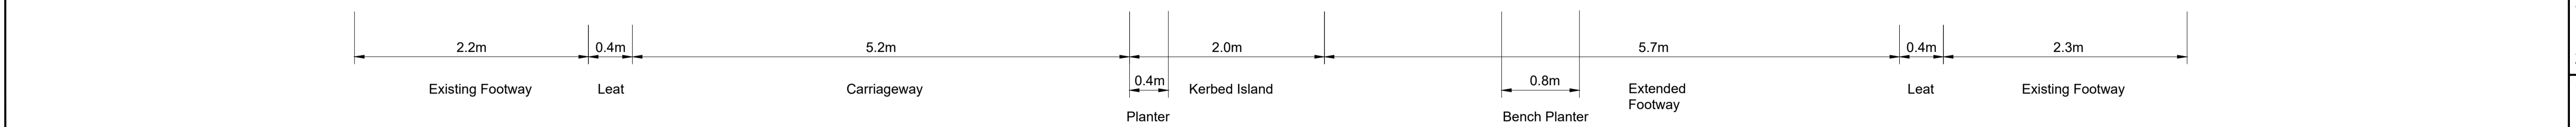 2.2m 0.4m 5.2m 2.0m 5.7m 0.4m 2.3m
0.4m 0.8m
Existing Footway Leat Carriageway Kerbed Island Extended Leat Existing Footway
Footway
Planter Bench Planter